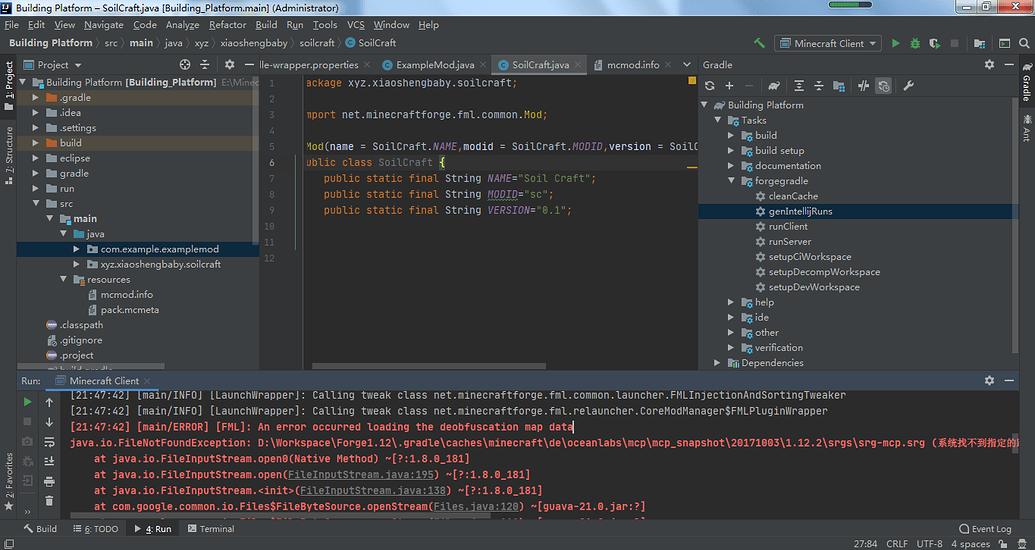 Building Platform – SoilCraft.java [Building_Platform.main] (Administrator)
File Edit View Navigate Code Analyze Refactor Build Run Tools VCS Window Help
Building Platform src main java xyz xiaoshengbaby soilcraft SoilCraft
Minecraft Client
Project
lle-wrapper.properties ExampleMod.java SoilCraft.java mcmod.info
Gradle
1: Project
7: Structure
2: Favorites
Gradle
Ant
Building Platform [Building_Platform] E:\Minec
.gradle
.idea
.settings
build
eclipse
gradle
run
src
main
java
com.example.examplemod
xyz.xiaoshengbaby.soilcraft
resources
mcmod.info
pack.mcmeta
.classpath
.gitignore
.project
1 ackage xyz.xiaoshengbaby.soilcraft;
2
3 mport net.minecraftforge.fml.common.Mod;
4
5 Mod(name = SoilCraft.NAME,modid = SoilCraft.MODID,version = SoilC
6 ublic class SoilCraft {
7 public static final String NAME="Soil Craft";
8 public static final String MODID="sc";
9 public static final String VERSION="0.1";
10
11
12
Building Platform
Tasks
build
build setup
documentation
forgegradle
cleanCache
genIntellijRuns
runClient
runServer
setupCiWorkspace
setupDecompWorkspace
setupDevWorkspace
help
ide
other
verification
Dependencies
Run: Minecraft Client
[21:47:42] [main/INFO] [LaunchWrapper]: Calling tweak class net.minecraftforge.fml.common.launcher.FMLInjectionAndSortingTweaker
[21:47:42] [main/INFO] [LaunchWrapper]: Calling tweak class net.minecraftforge.fml.relauncher.CoreModManager$FMLPluginWrapper
[21:47:42] [main/ERROR] [FML]: An error occurred loading the deobfuscation map data
java.io.FileNotFoundException: D:\Workspace\Forge1.12\.gradle\caches\minecraft\de\oceanlabs\mcp\mcp_snapshot\20171003\1.12.2\srgs\srg-mcp.srg (系统找不到指定的
at java.io.FileInputStream.open0(Native Method) ~[?:1.8.0_181]
at java.io.FileInputStream.open(FileInputStream.java:195) ~[?:1.8.0_181]
at java.io.FileInputStream.<init>(FileInputStream.java:138) ~[?:1.8.0_181]
at com.google.common.io.Files$FileByteSource.openStream(Files.java:120) ~[guava-21.0.jar:?]
Build 6: TODO 4: Run Terminal Event Log
27:84 CRLF UTF-8 4 spaces